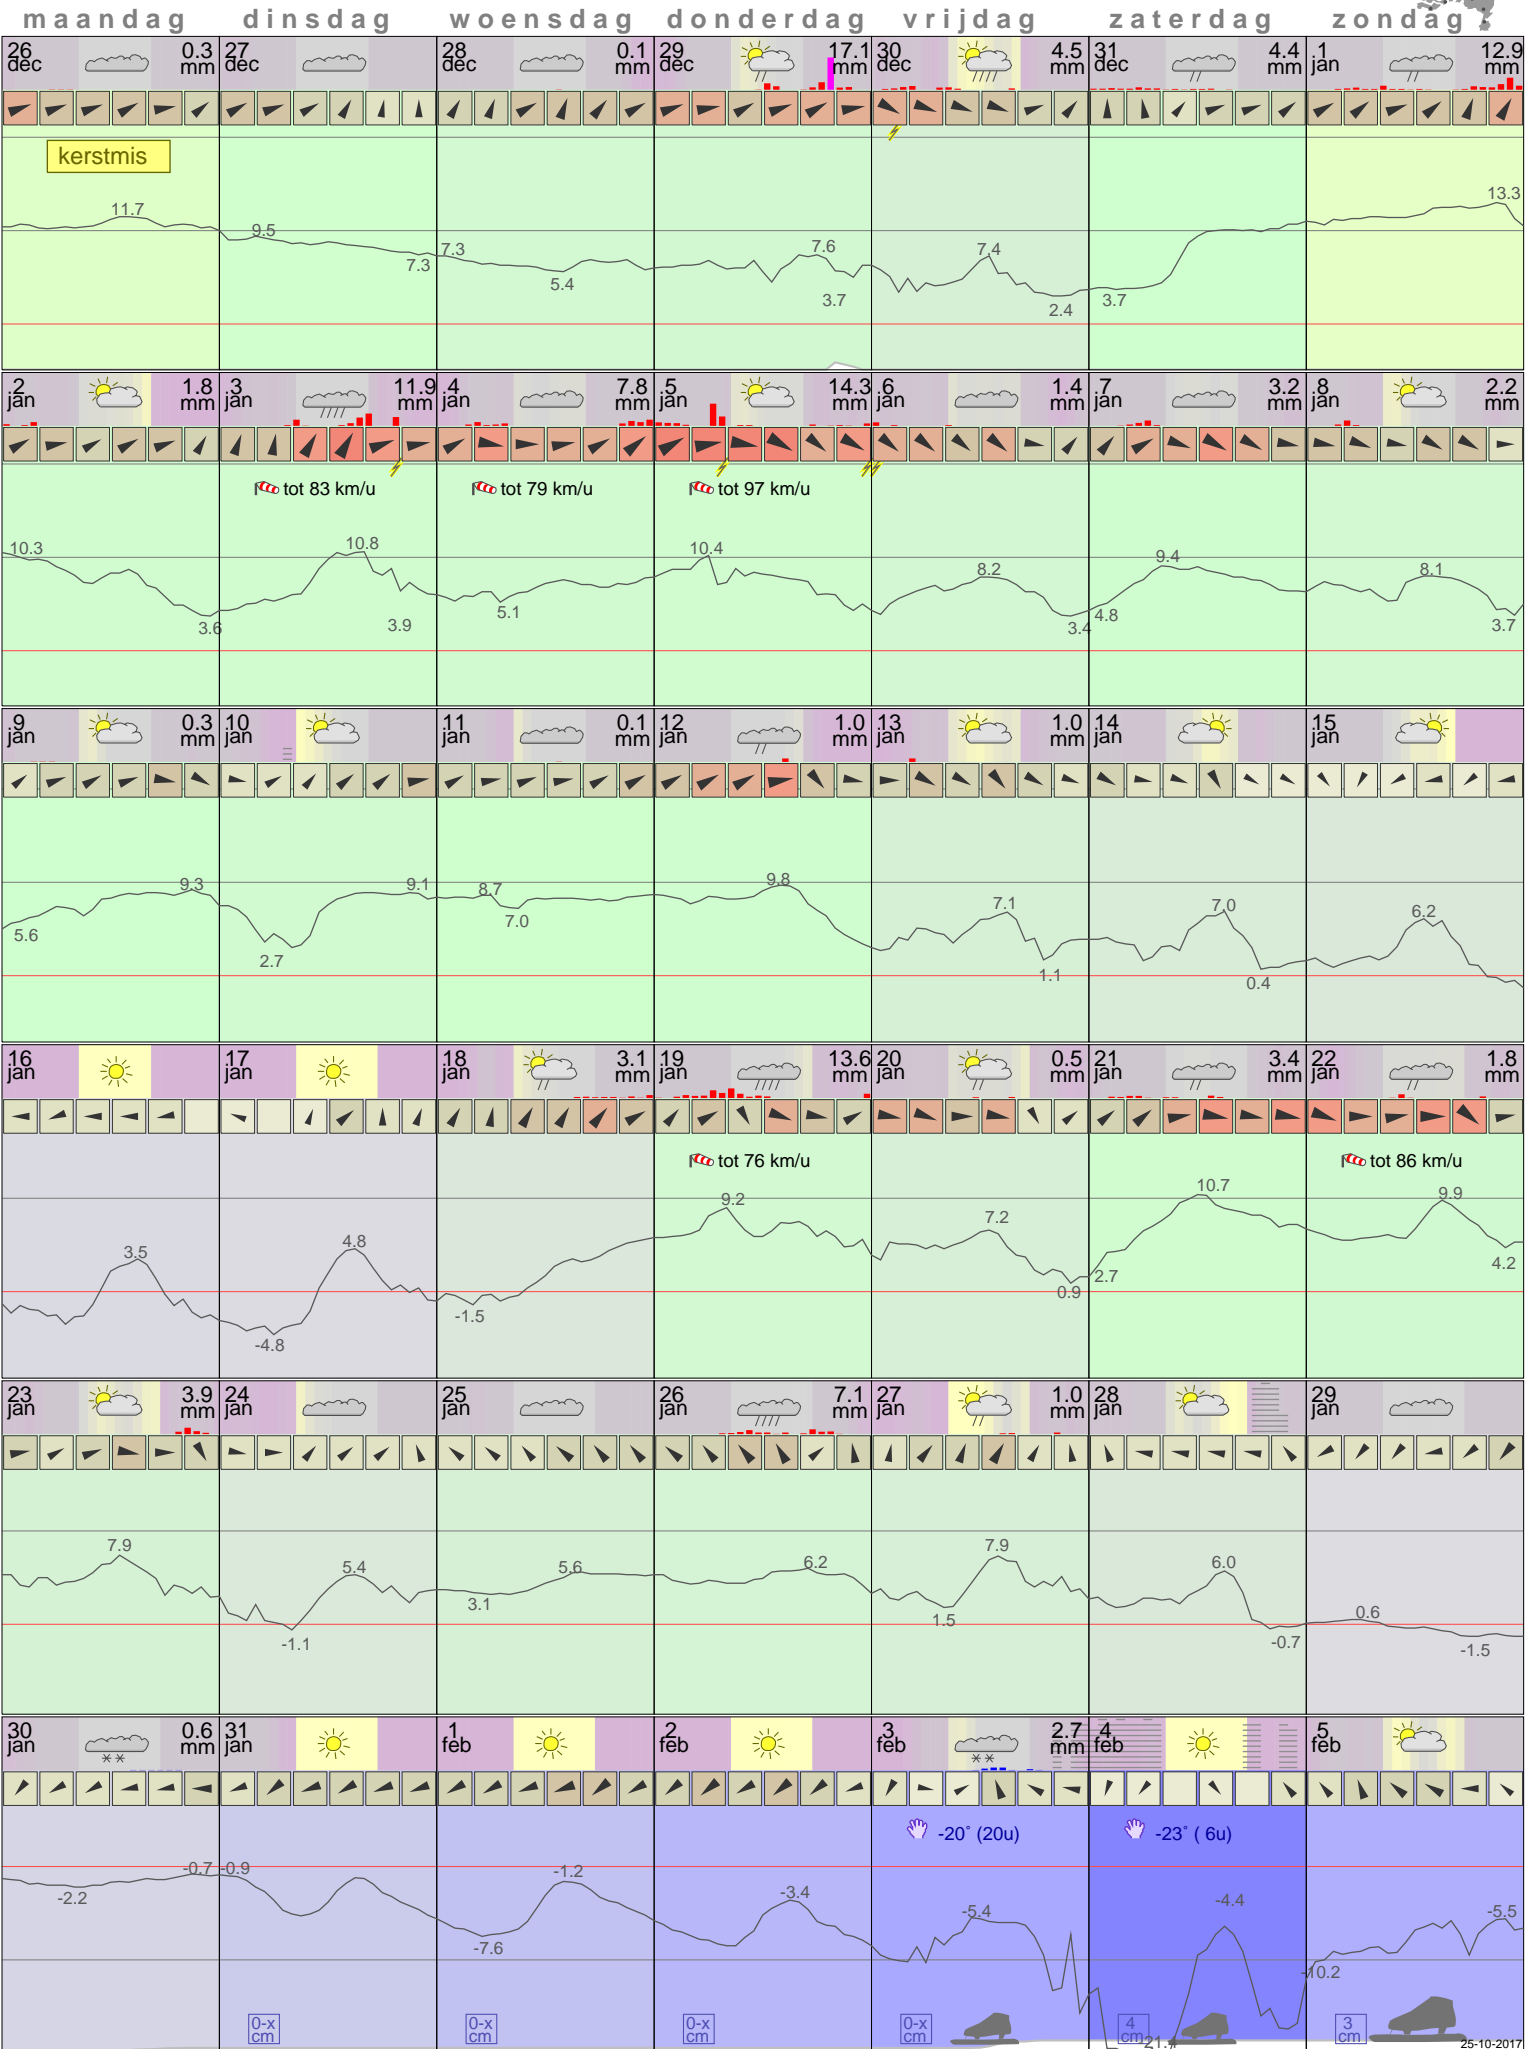 maandag dinsdag woensdag donderdag vrijdag zaterdag zondag
26 0.3 27 28 0.1 29 17.1 30 4.5 31 4.4 1 12.9
dec mm dec dec mm dec mm dec mm dec mm jan mm
kerstmis
11.7 9.5 7.3 7.3 5.4 7.6 3.7 7.4 2.4 3.7 13.3
2 1.8 3 11.9 4 7.8 5 14.3 6 1.4 7 3.2 8 2.2
jan mm jan mm jan mm jan mm jan mm jan mm jan mm
tot 83 km/u tot 79 km/u tot 97 km/u
10.3 3.6 10.8 3.9 5.1 10.4 8.2 3.4 4.8 9.4 8.1 3.7
9 0.3 10 11 0.1 12 1.0 13 1.0 14 15
jan mm jan jan mm jan mm jan mm jan jan
5.6 9.3 2.7 9.1 8.7 7.0 9.8 7.1 1.1 7.0 0.4 6.2
16 17 18 3.1 19 13.6 20 0.5 21 3.4 22 1.8
jan jan jan mm jan mm jan mm jan mm jan mm
tot 76 km/u tot 86 km/u
3.5 -4.8 4.8 -1.5 9.2 7.2 0.9 2.7 10.7 9.9 4.2
23 3.9 24 25 26 7.1 27 1.0 28 29
jan mm jan jan jan mm jan mm jan jan
7.9 -1.1 5.4 3.1 5.6 6.2 1.5 7.9 6.0 -0.7 0.6 -1.5
30 0.6 31 1 2 3 2.7 4 5
jan mm jan feb feb feb mm feb feb
-20° (20u) -23° ( 6u)
-2.2 -0.7 -0.9 -7.6 -1.2 -3.4 -5.4 -4.4 -10.2 -5.5
0-x 0-x 0-x 0-x 4 3
cm cm cm cm cm cm
-21.4
25-10-2017